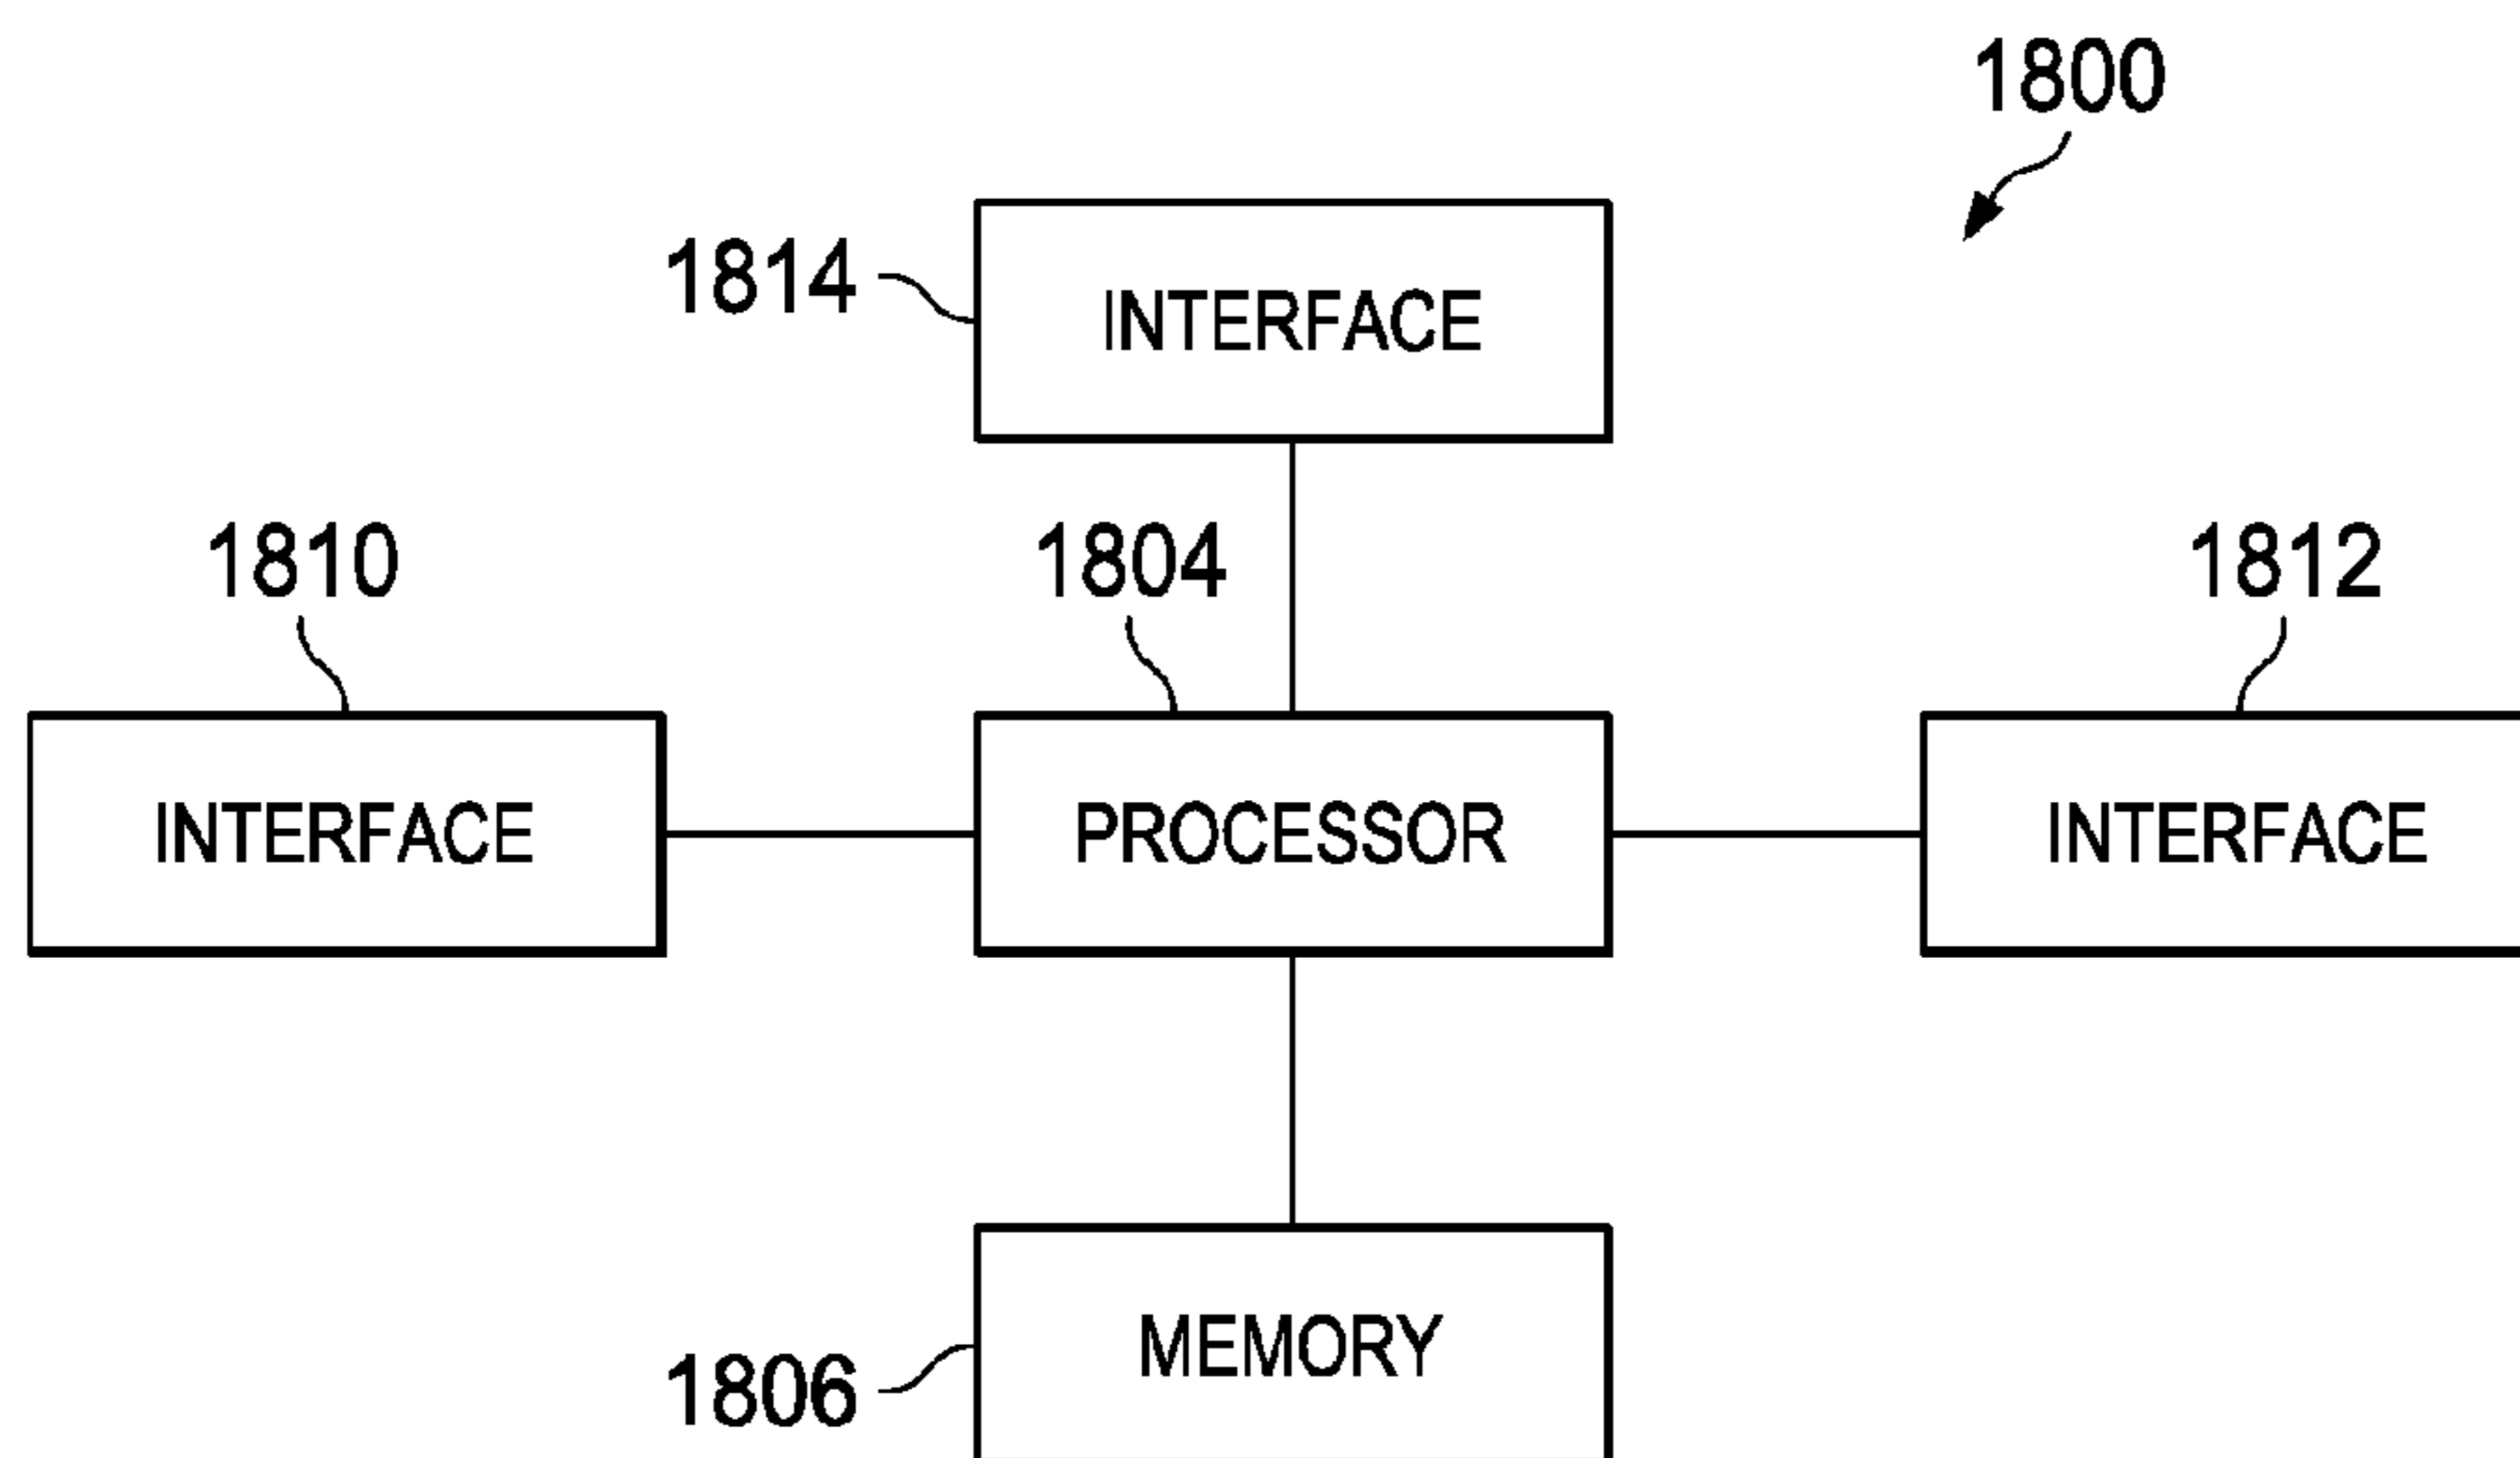 1800
1814
INTERFACE
1810
1804
1812
INTERFACE
PROCESSOR
INTERFACE
MEMORY
1806